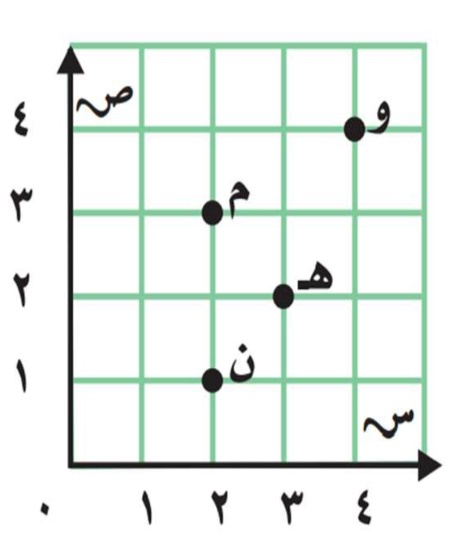 ص
و
٤
م
٣
هـ
٢
ن
١
س
٠ ١ ٢ ٣ ٤